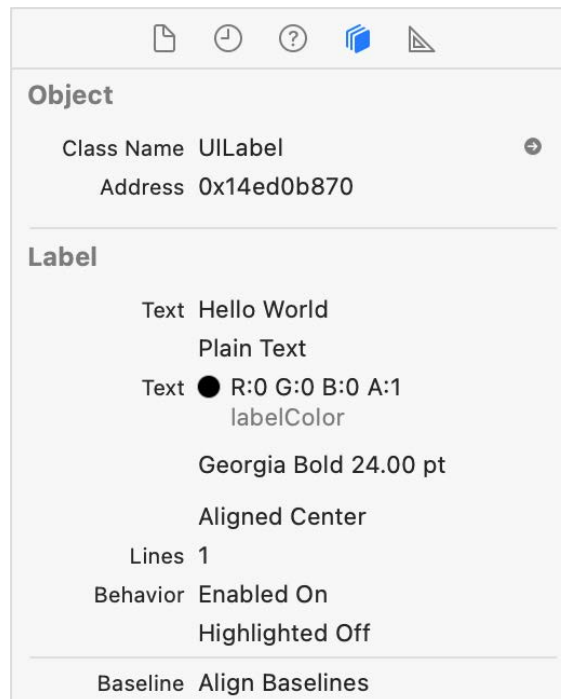 Object
Class Name UILabel
Address 0x14ed0b870
Label
Text Hello World
Plain Text
Text R:0 G:0 B:0 A:1
labelColor
Georgia Bold 24.00 pt
Aligned Center
Lines 1
Behavior Enabled On
Highlighted Off
Baseline Align Baselines